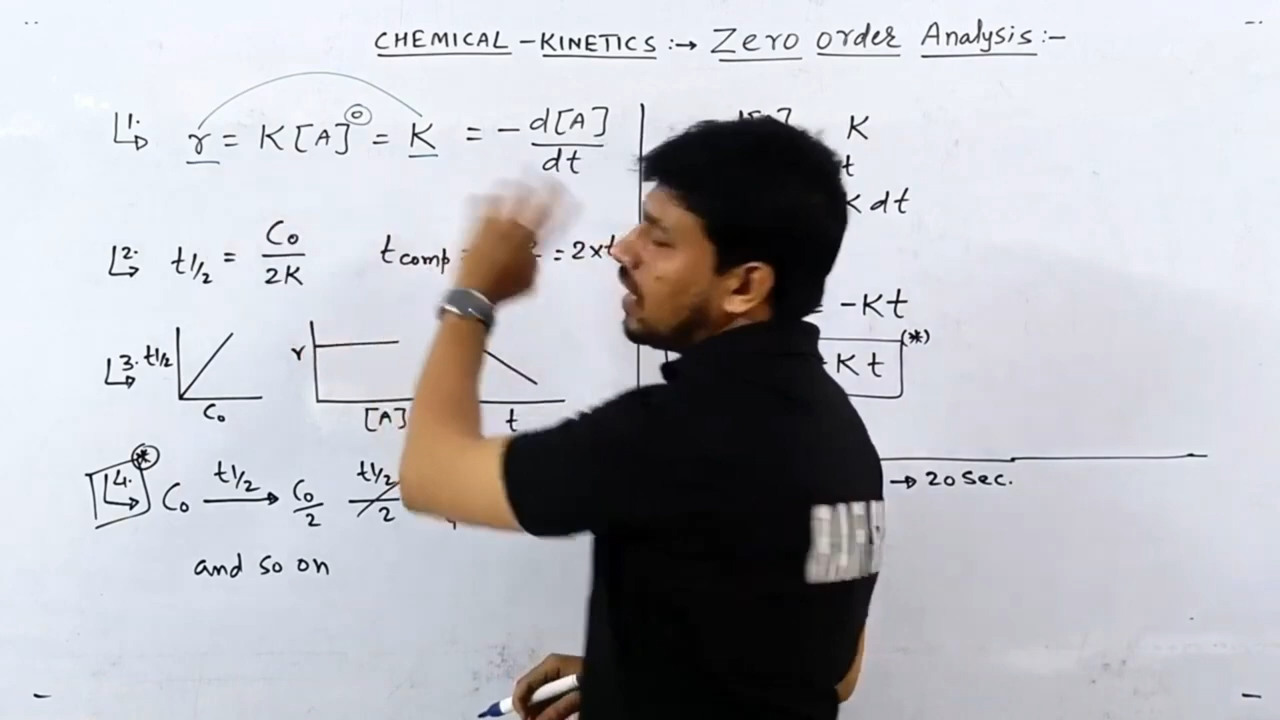 CHEMICAL - KINETICS :→ Zero order Analysis :-
1. r = K[A]⁰ = K = - d[A]/dt
2. t1/2 = C₀/2K
tcomp = 2×t
3. t1/2
C₀
r
[A]
t
4. * C₀ t1/2→ C₀/2 t1/2/2
and so on
K
t
K dt
-Kt
Kt (*)
→ 20 Sec.